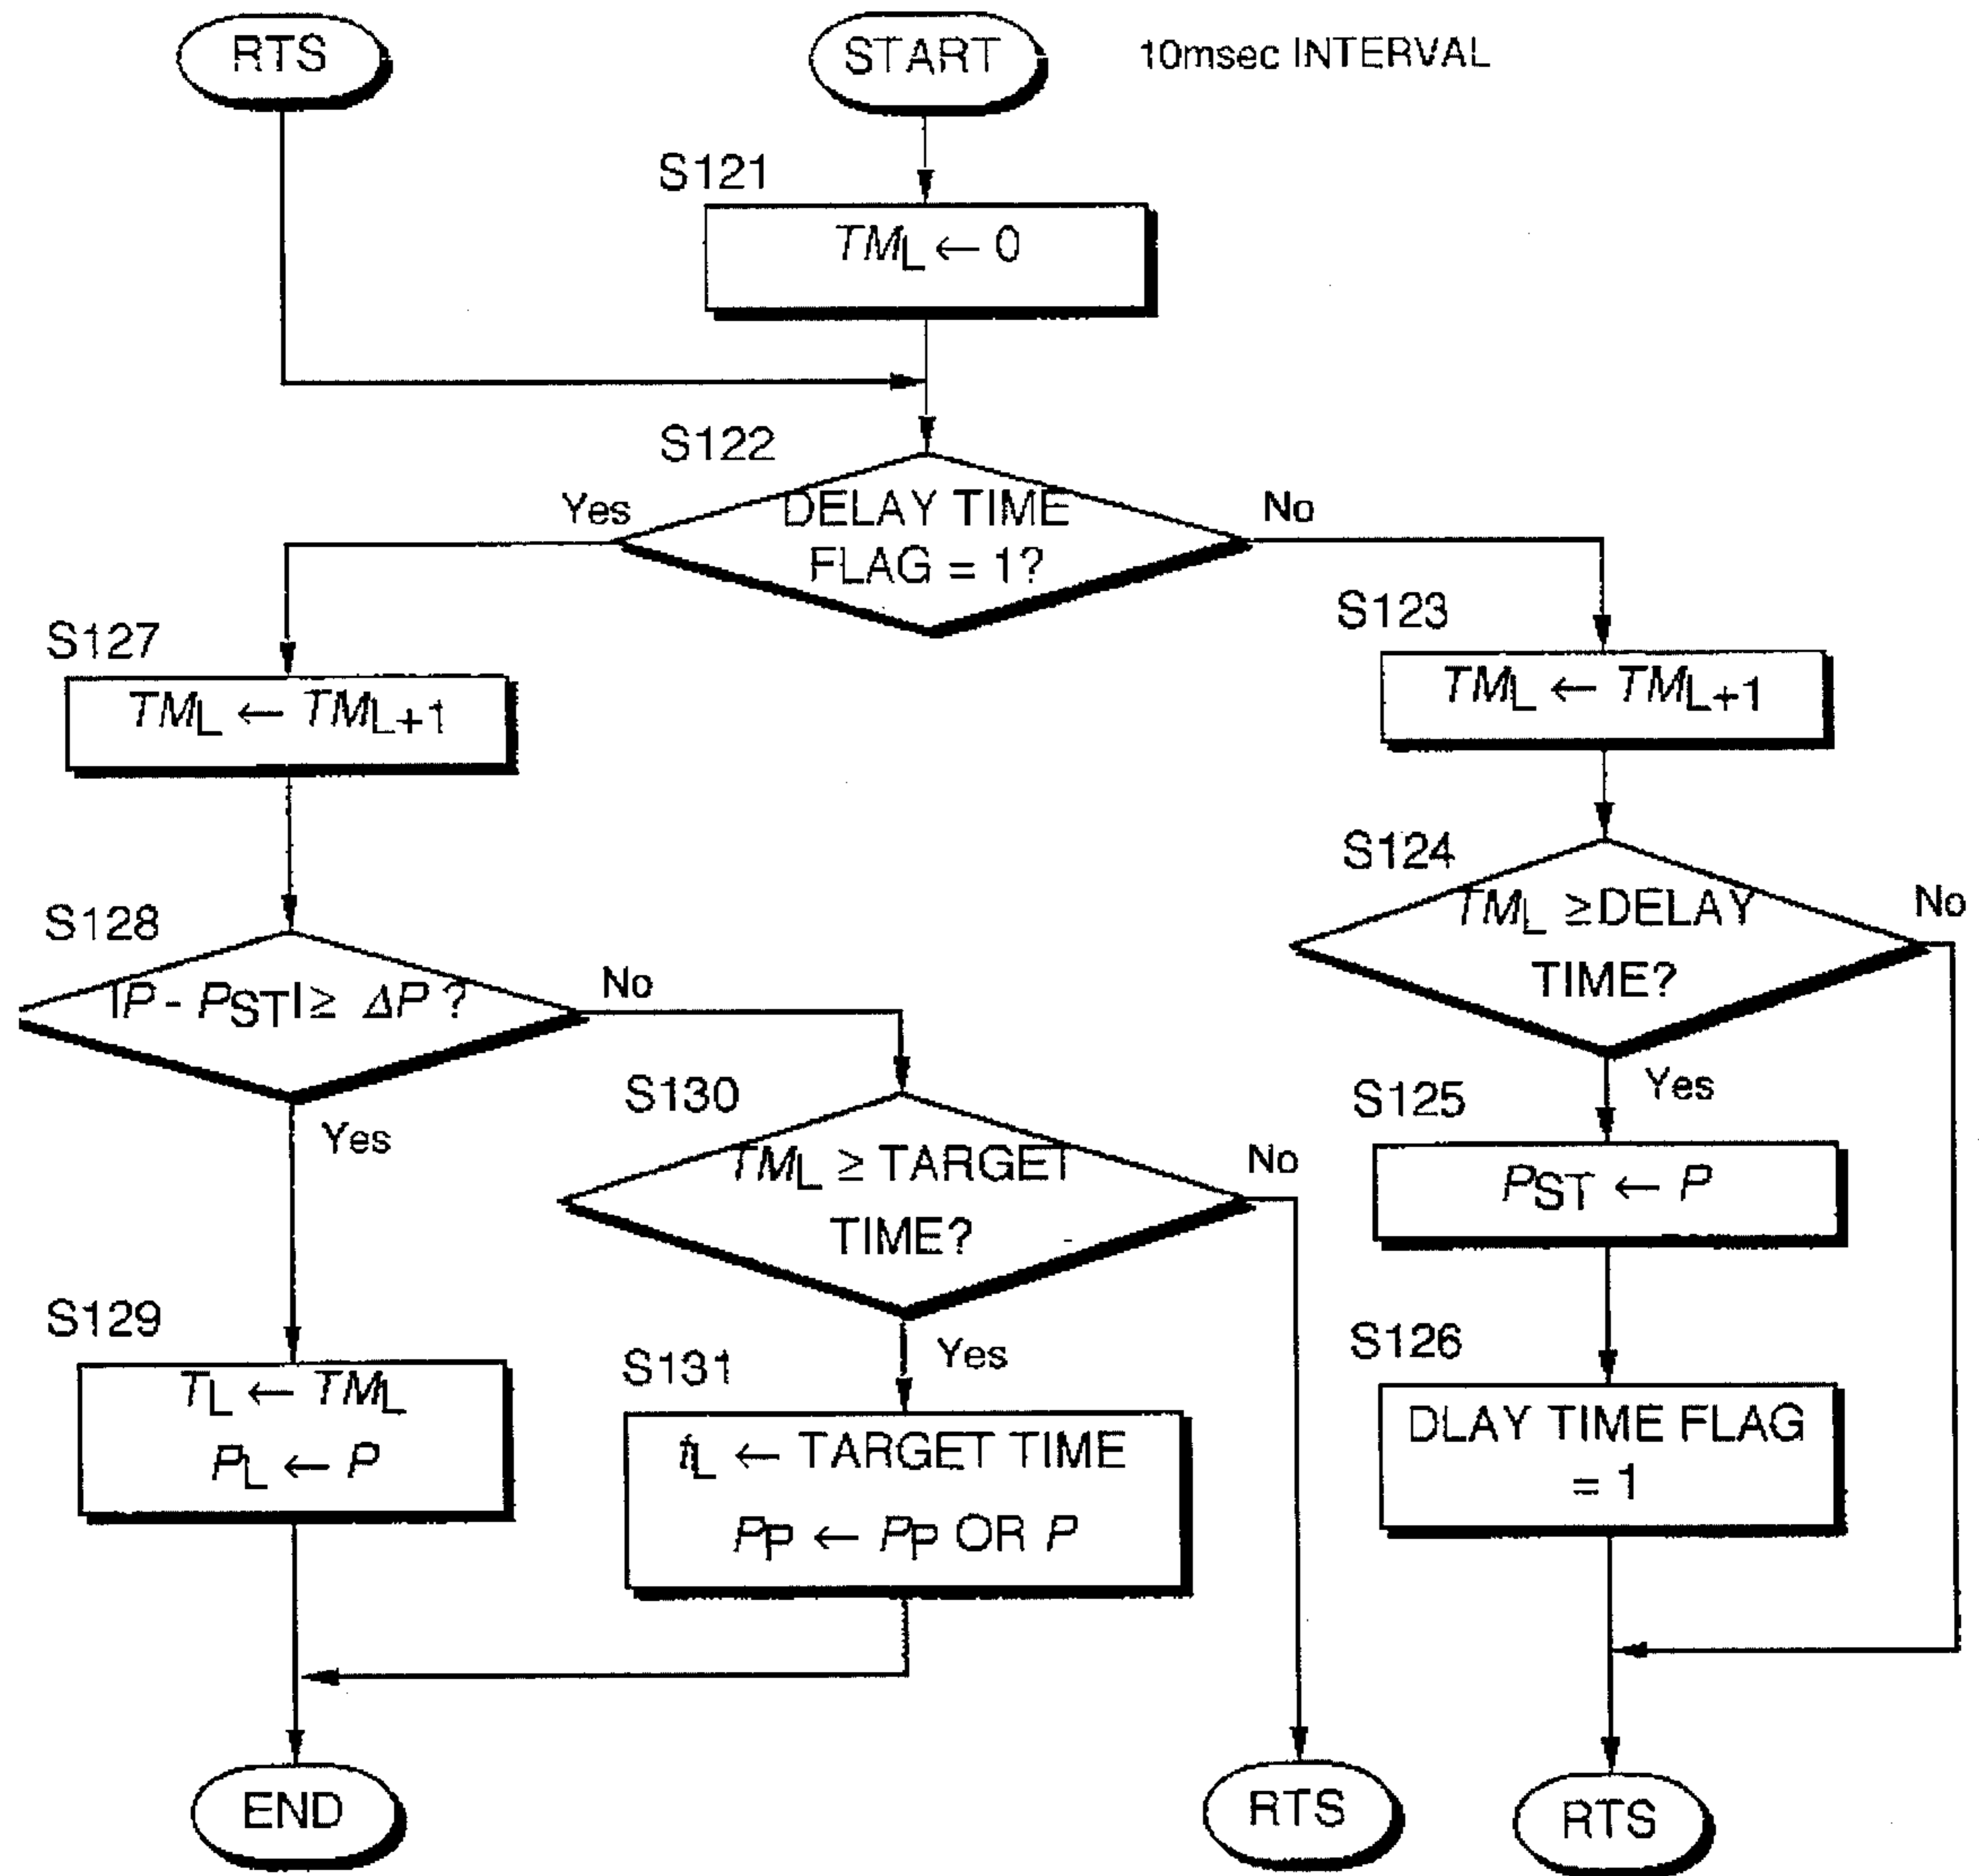 RTS
START
10msec INTERVAL
S121
TML ← 0
S122
DELAY TIME
FLAG = 1?
Yes
No
S127
TML ← TML+1
S123
TML ← TML+1
S128
|P - PST| ≥ ΔP ?
No
Yes
S124
TML ≥DELAY
TIME?
No
Yes
S130
TML ≥ TARGET
TIME?
No
Yes
S125
PST ← P
S129
TL ← TML
PL ← P
S131
tL ← TARGET TIME
PP ← PP OR P
S126
DLAY TIME FLAG
= 1
END
RTS
RTS